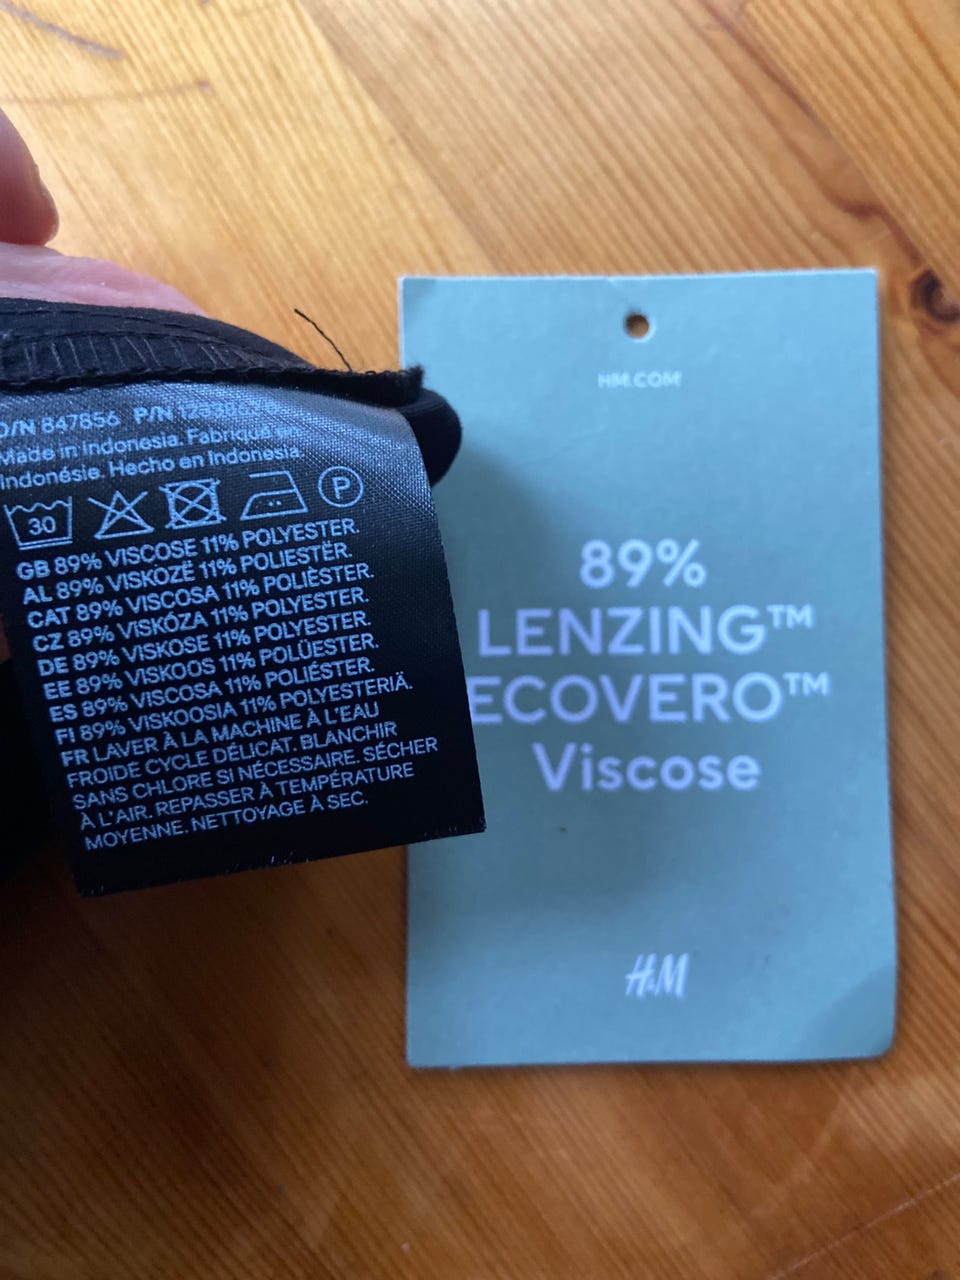 O/N 847856 P/N
Made in Indonesia. Fabriqué en
Indonésie. Hecho en Indonesia.
30
P
GB 89% VISCOSE 11% POLYESTER.
AL 89% VISKOZË 11% POLIESTËR.
CAT 89% VISCOSA 11% POLIÈSTER.
CZ 89% VISKÓZA 11% POLYESTER.
DE 89% VISKOSE 11% POLYESTER.
EE 89% VISKOOS 11% POLÜESTER.
ES 89% VISCOSA 11% POLIÉSTER.
FI 89% VISKOOSIA 11% POLYESTERIÄ.
FR LAVER À LA MACHINE À L'EAU
FROIDE CYCLE DÉLICAT. BLANCHIR
SANS CHLORE SI NÉCESSAIRE. SÉCHER
À L'AIR. REPASSER À TEMPÉRATURE
MOYENNE. NETTOYAGE À SEC.
HM.COM
89%
LENZING™
ECOVERO™
Viscose
H&M